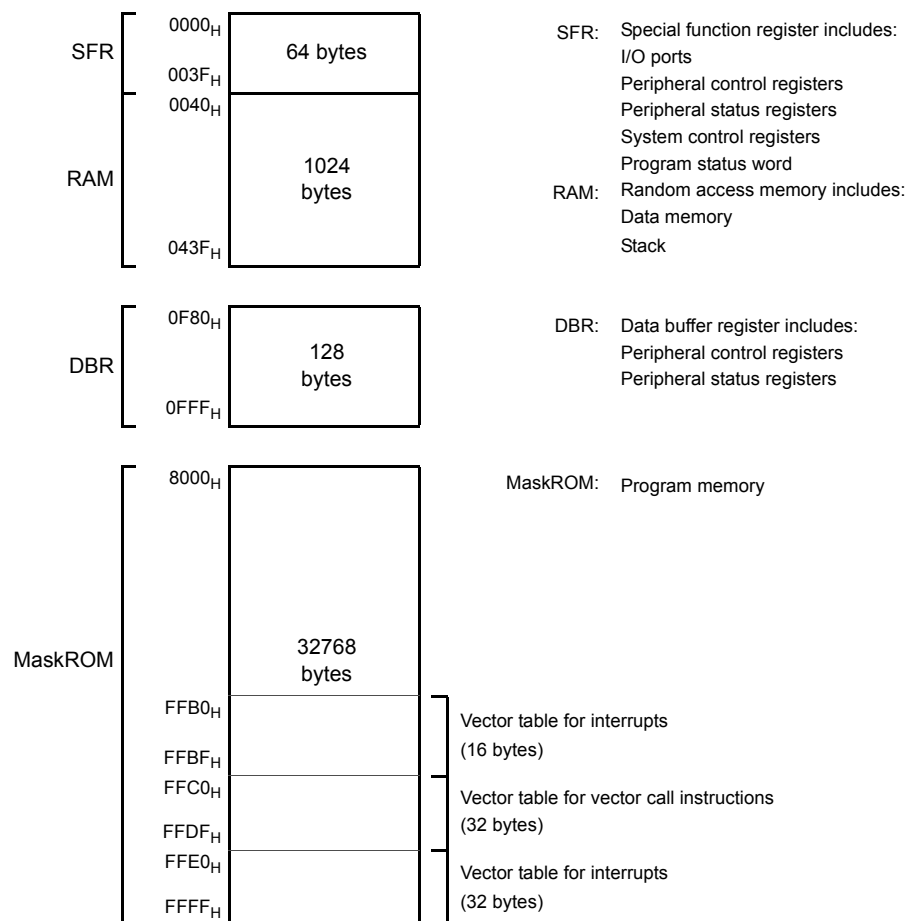 SFR
0000H
64 bytes
003FH
0040H
RAM
1024
bytes
043FH
SFR: Special function register includes:
I/O ports
Peripheral control registers
Peripheral status registers
System control registers
Program status word
RAM: Random access memory includes:
Data memory
Stack
0F80H
DBR
128
bytes
0FFFH
DBR: Data buffer register includes:
Peripheral control registers
Peripheral status registers
8000H
MaskROM: Program memory
MaskROM
32768
bytes
FFB0H
Vector table for interrupts
(16 bytes)
FFBFH
FFC0H
Vector table for vector call instructions
(32 bytes)
FFDFH
FFE0H
Vector table for interrupts
(32 bytes)
FFFFH